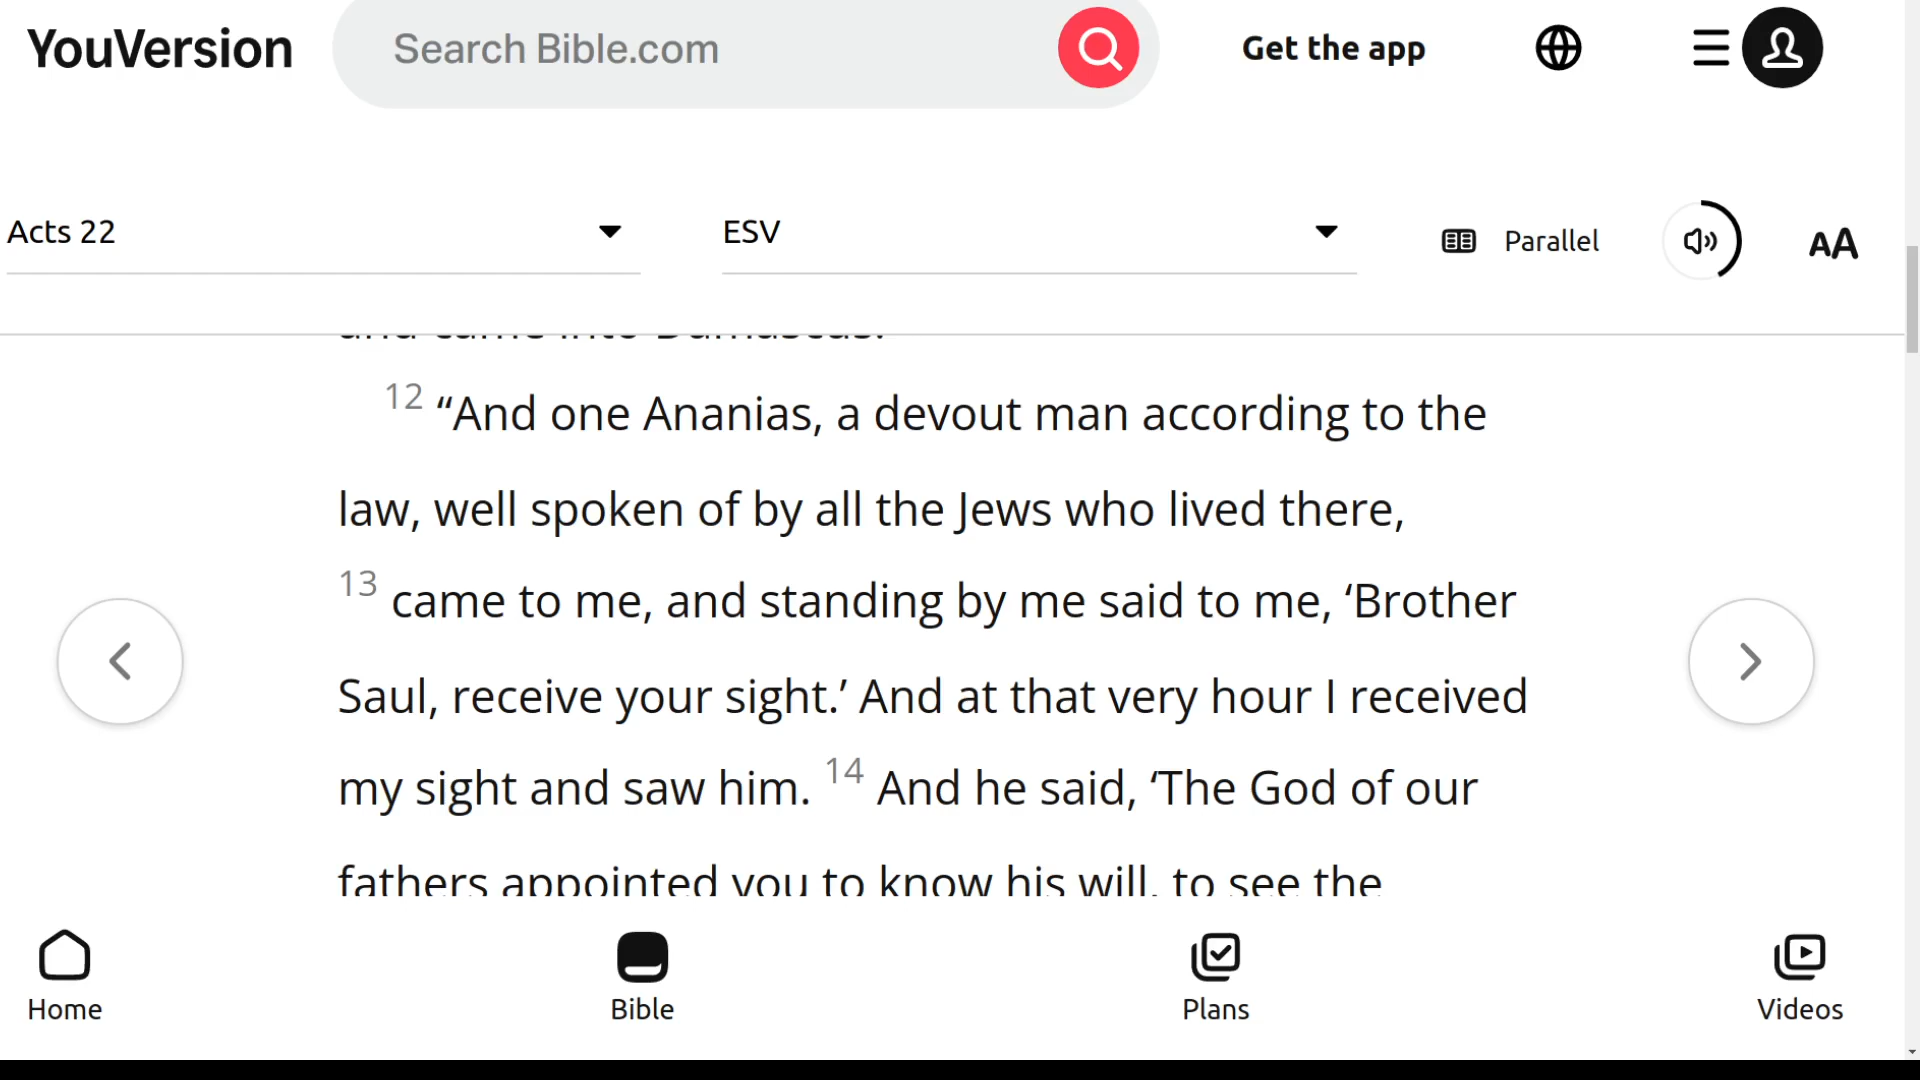 YouVersion
Search Bible.com
Get the app
Acts 22
ESV
Parallel
AA
and came into Damascus.
12 “And one Ananias, a devout man according to the
law, well spoken of by all the Jews who lived there,
13 came to me, and standing by me said to me, ‘Brother
Saul, receive your sight.’ And at that very hour I received
my sight and saw him. 14 And he said, ‘The God of our
fathers appointed you to know his will, to see the
Home
Bible
Plans
Videos